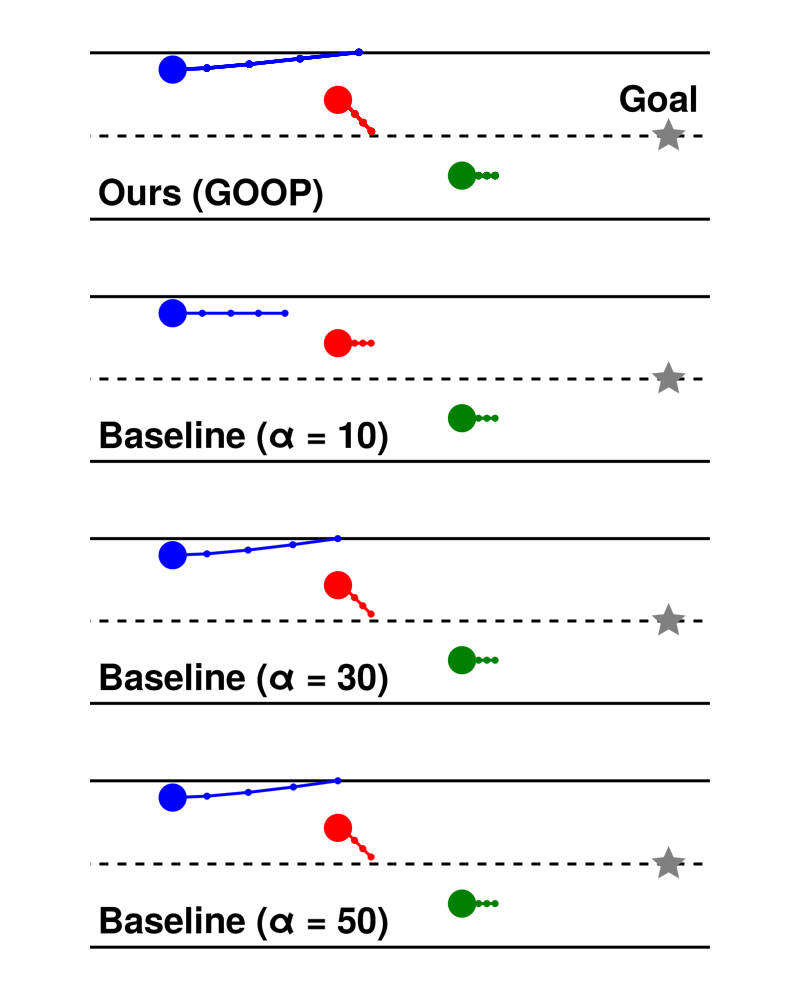 Goal
Ours (GOOP)
Baseline (α = 10)
Baseline (α = 30)
Baseline (α = 50)